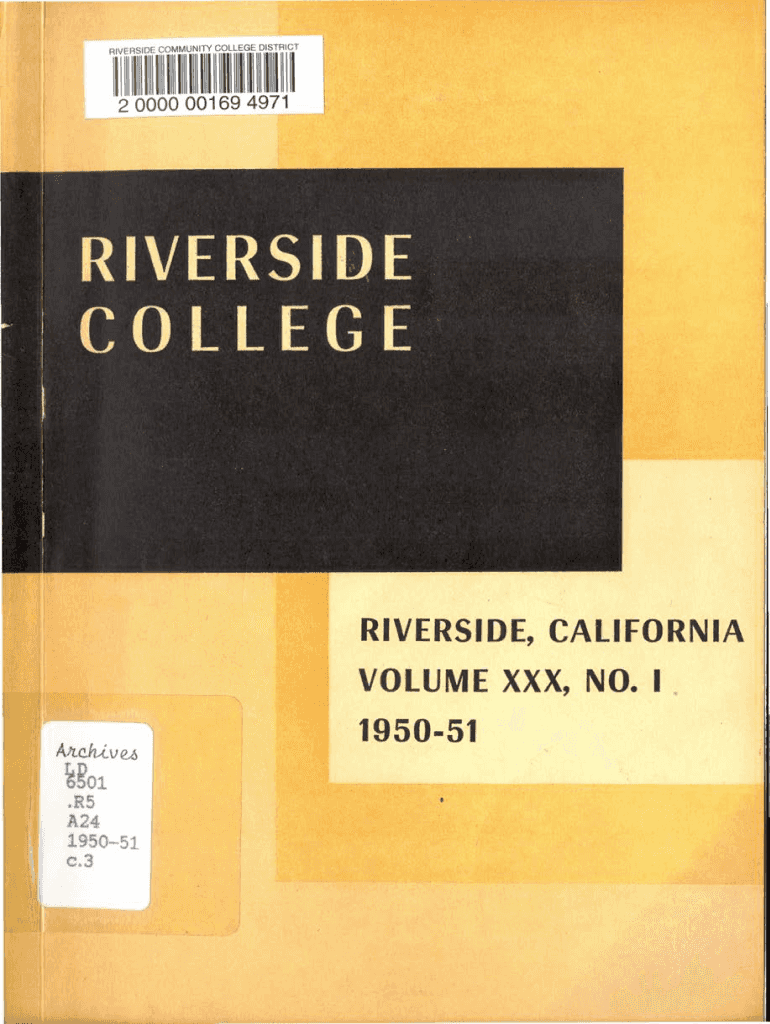 RIVERSIDE COMMUNITY COLLEGE DISTRICT
2 0000 00169 4971
RIVERSIDE
COLLEGE
RIVERSIDE, CALIFORNIA
VOLUME XXX, NO. I
1950-51
Archives
LD
6501
.R5
A24
1950-51
c.3